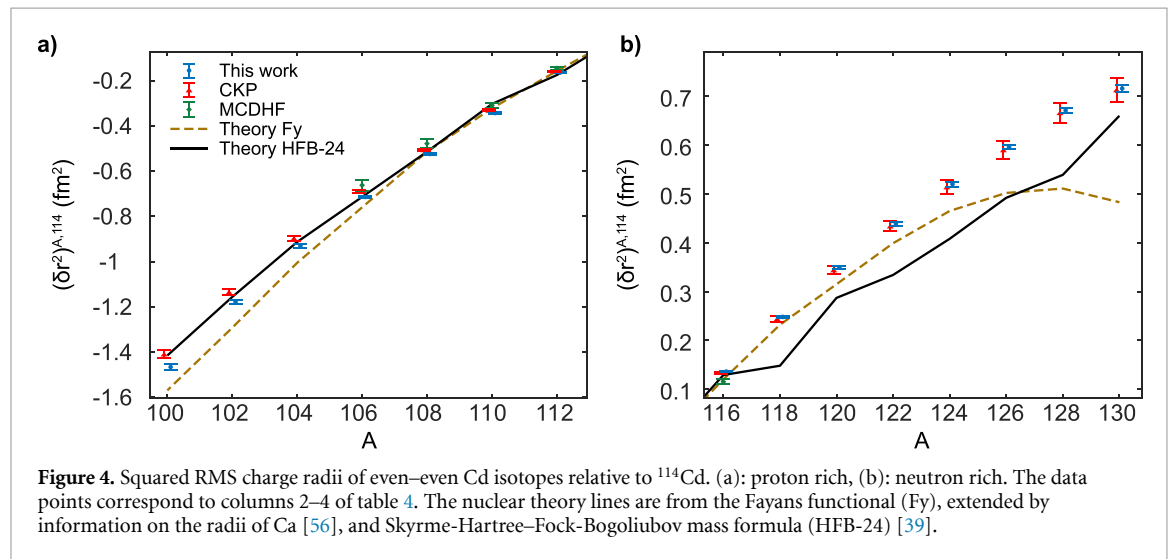 a)
This work
CKP
MCDHF
Theory Fy
Theory HFB-24
-0.2
-0.4
-0.6
-0.8
-1
-1.2
-1.4
-1.6
(δr²)ᴬ,¹¹⁴ (fm²)
100 102 104 106 108 110 112
A
b)
0.7
0.6
0.5
0.4
0.3
0.2
0.1
(δr²)ᴬ,¹¹⁴ (fm²)
116 118 120 122 124 126 128 130
A
Figure 4. Squared RMS charge radii of even–even Cd isotopes relative to ¹¹⁴Cd. (a): proton rich, (b): neutron rich. The data
points correspond to columns 2–4 of table 4. The nuclear theory lines are from the Fayans functional (Fy), extended by
information on the radii of Ca [56], and Skyrme-Hartree–Fock-Bogoliubov mass formula (HFB-24) [39].